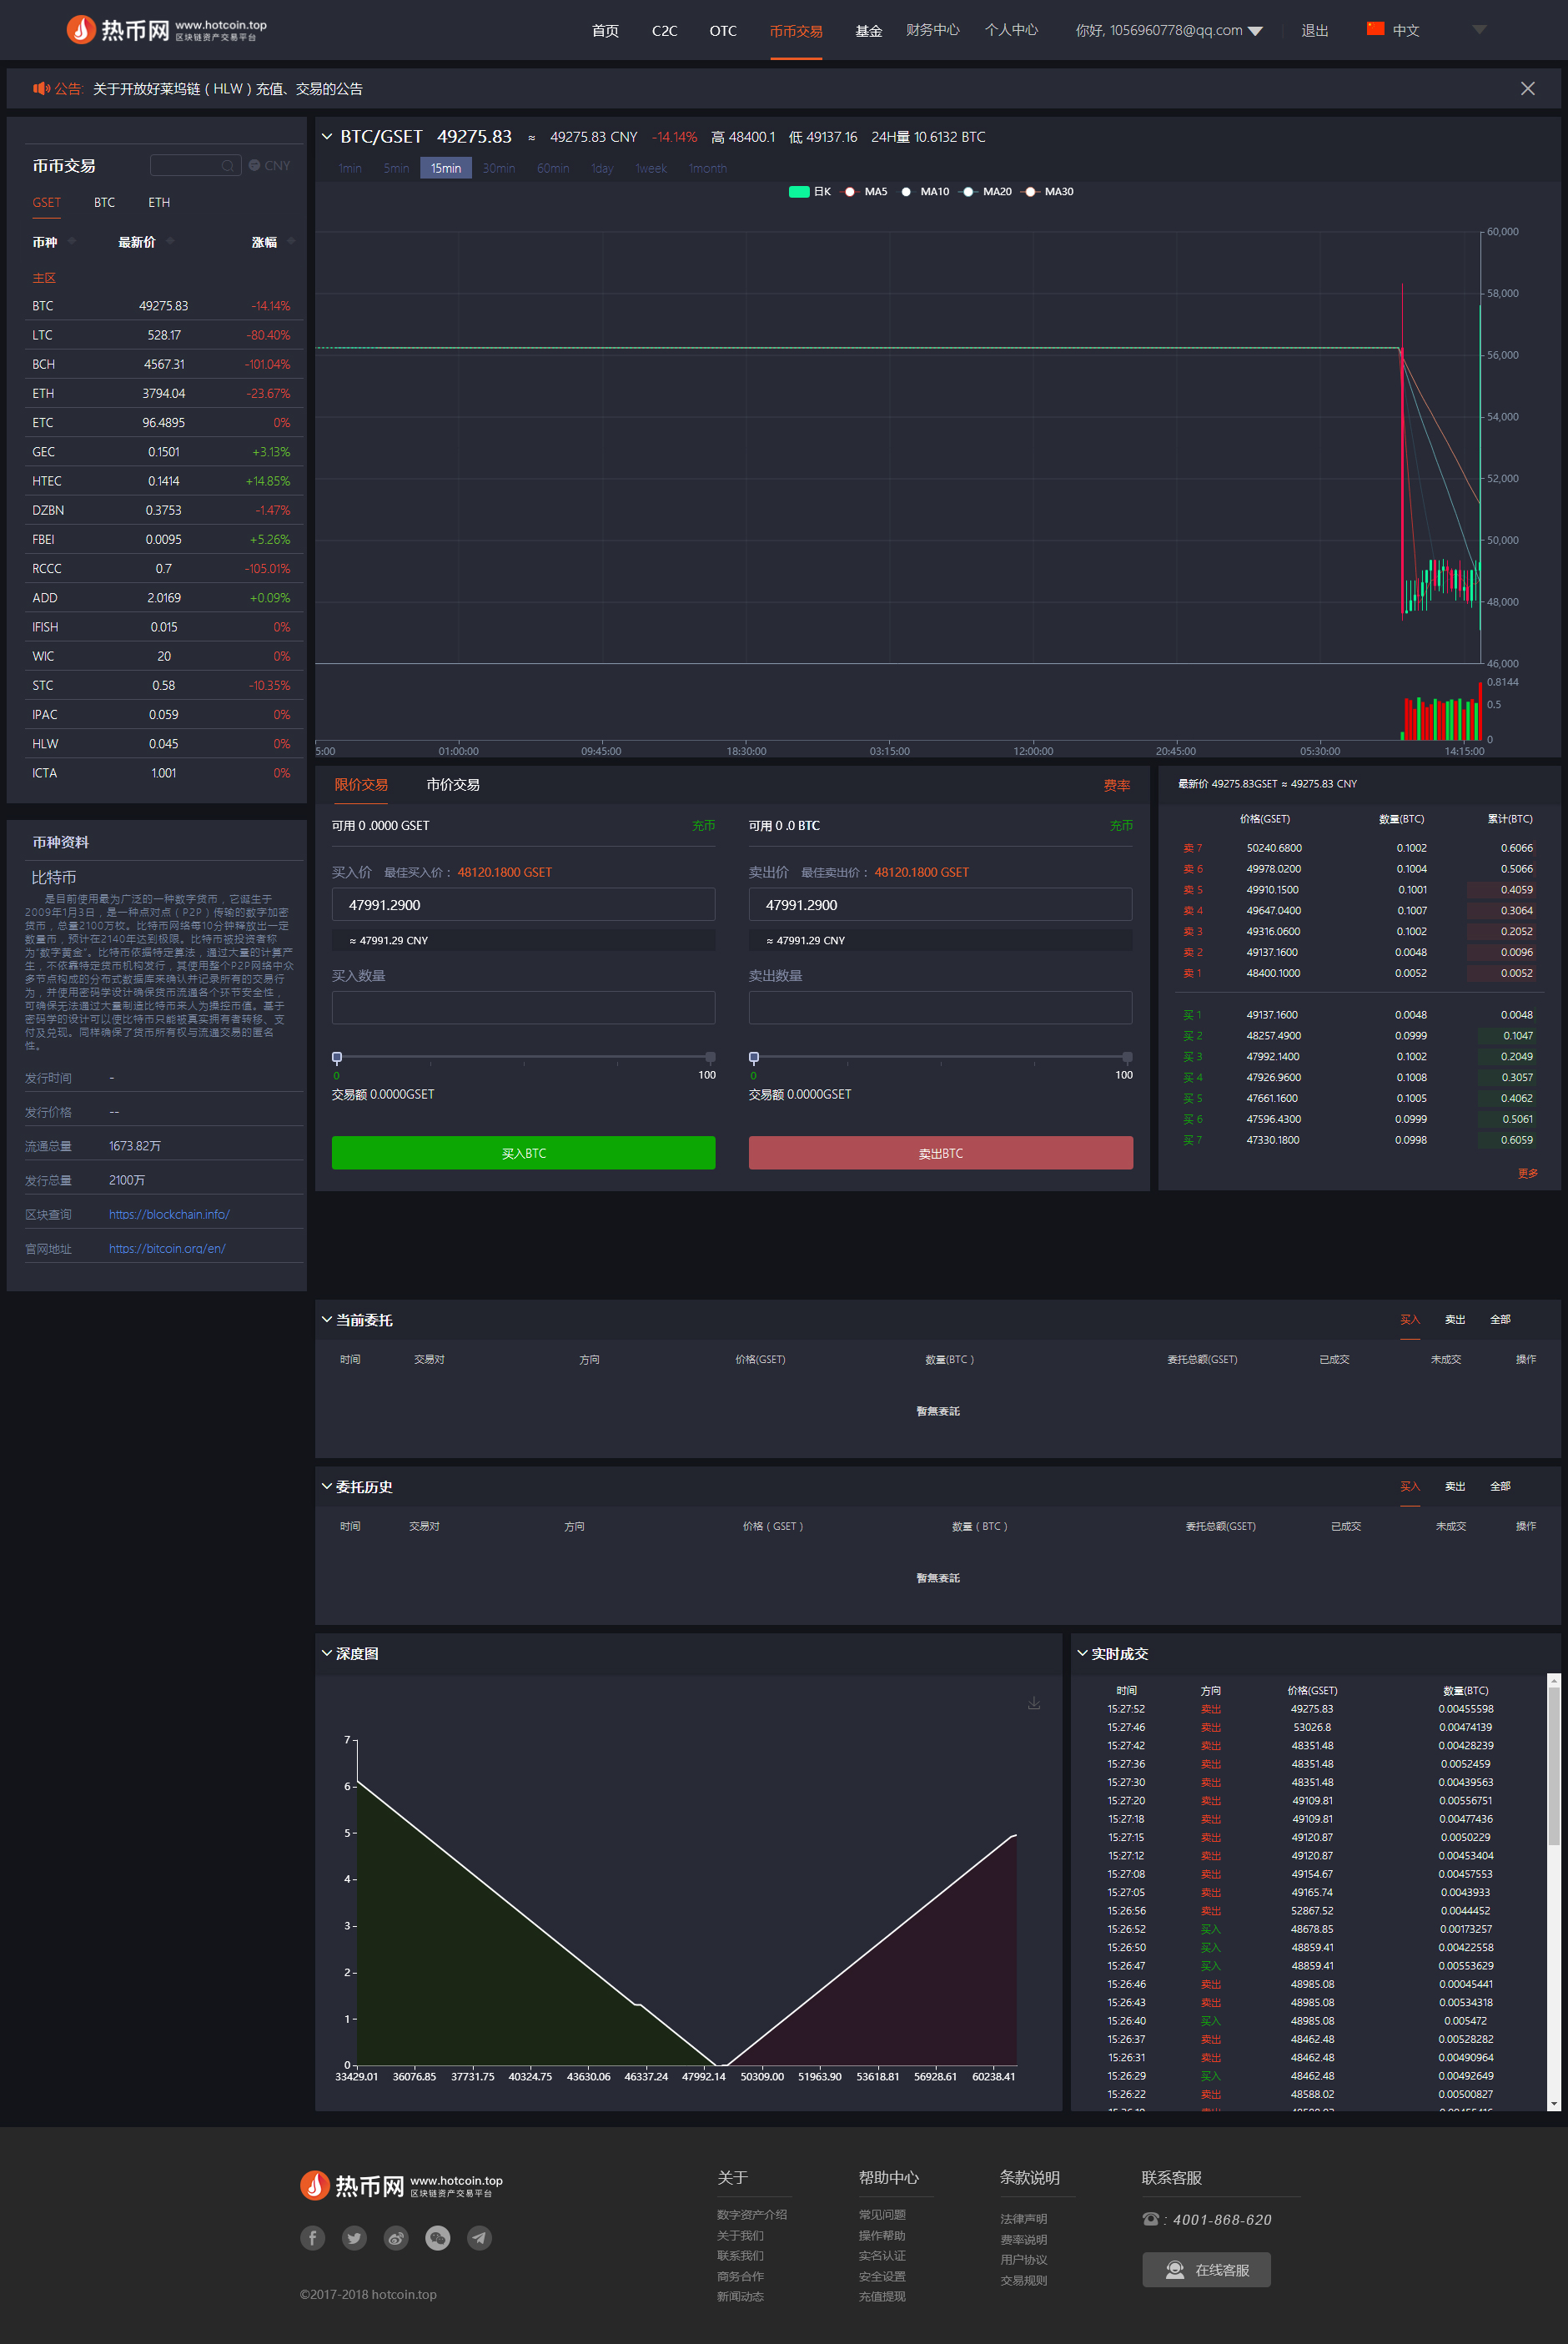 热币网 www.hotcoin.top
区块链资产交易平台
首页 C2C OTC 币币交易 基金 财务中心 个人中心 你好, 1056960778@qq.com 退出 中文
公告: 关于开放好莱坞链（HLW）充值、交易的公告
币币交易 CNY
GSET BTC ETH
币种 最新价 涨幅
主区
BTC 49275.83 -14.14%
LTC 528.17 -80.40%
BCH 4567.31 -101.04%
ETH 3794.04 -23.67%
ETC 96.4895 0%
GEC 0.1501 +3.13%
HTEC 0.1414 +14.85%
DZBN 0.3753 -1.47%
FBEI 0.0095 +5.26%
RCCC 0.7 -105.01%
ADD 2.0169 +0.09%
IFISH 0.015 0%
WIC 20 0%
STC 0.58 -10.35%
IPAC 0.059 0%
HLW 0.045 0%
ICTA 1.001 0%
币种资料
比特币
是目前使用最为广泛的一种数字货币，它诞生于
2009年1月3日，是一种点对点（P2P）传输的数字加密
货币，总量2100万枚。比特币网络每10分钟释放出一定
数量币，预计在2140年达到极限。比特币被投资者称
为“数字黄金”。比特币依据特定算法，通过大量的计算产
生，不依靠特定货币机构发行，其使用整个P2P网络中众
多节点构成的分布式数据库来确认并记录所有的交易行
为，并使用密码学设计确保货币流通各个环节安全性，
可确保无法通过大量制造比特币来人为操控币值。基于
密码学的设计可以使比特币只能被真实拥有者转移、支
付及兑现。同样确保了货币所有权与流通交易的匿名
性。
发行时间 -
发行价格 --
流通总量 1673.82万
发行总量 2100万
区块查询 https://blockchain.info/
官网地址 https://bitcoin.org/en/
BTC/GSET 49275.83 ≈ 49275.83 CNY -14.14% 高 48400.1 低 49137.16 24H量 10.6132 BTC
1min 5min 15min 30min 60min 1day 1week 1month
日K MA5 MA10 MA20 MA30
60,000
58,000
56,000
54,000
52,000
50,000
48,000
46,000
0.8144
0.5
0
5:00 01:00:00 09:45:00 18:30:00 03:15:00 12:00:00 20:45:00 05:30:00 14:15:00
限价交易 市价交易 费率
可用 0 .0000 GSET 充币
买入价 最佳买入价： 48120.1800 GSET
47991.2900
≈ 47991.29 CNY
买入数量
0 100
交易额 0.0000GSET
买入BTC
可用 0 .0 BTC 充币
卖出价 最佳卖出价： 48120.1800 GSET
47991.2900
≈ 47991.29 CNY
卖出数量
0 100
交易额 0.0000GSET
卖出BTC
最新价 49275.83GSET ≈ 49275.83 CNY
价格(GSET) 数量(BTC) 累计(BTC)
卖 7 50240.6800 0.1002 0.6066
卖 6 49978.0200 0.1004 0.5066
卖 5 49910.1500 0.1001 0.4059
卖 4 49647.0400 0.1007 0.3064
卖 3 49316.0600 0.1002 0.2052
卖 2 49137.1600 0.0048 0.0096
卖 1 48400.1000 0.0052 0.0052
买 1 49137.1600 0.0048 0.0048
买 2 48257.4900 0.0999 0.1047
买 3 47992.1400 0.1002 0.2049
买 4 47926.9600 0.1008 0.3057
买 5 47661.1600 0.1005 0.4062
买 6 47596.4300 0.0999 0.5061
买 7 47330.1800 0.0998 0.6059
更多
当前委托 买入 卖出 全部
时间 交易对 方向 价格(GSET) 数量(BTC ) 委托总额(GSET) 已成交 未成交 操作
暫無委託
委托历史 买入 卖出 全部
时间 交易对 方向 价格（GSET） 数量（BTC） 委托总额(GSET) 已成交 未成交 操作
暫無委託
深度图
7
6
5
4
3
2
1
0
33429.01 36076.85 37731.75 40324.75 43630.06 46337.24 47992.14 50309.00 51963.90 53618.81 56928.61 60238.41
实时成交
时间 方向 价格(GSET) 数量(BTC)
15:27:52 卖出 49275.83 0.00455598
15:27:46 卖出 53026.8 0.00474139
15:27:42 卖出 48351.48 0.00428239
15:27:36 卖出 48351.48 0.0052459
15:27:30 卖出 48351.48 0.00439563
15:27:20 卖出 49109.81 0.00556751
15:27:18 卖出 49109.81 0.00477436
15:27:15 卖出 49120.87 0.0050229
15:27:12 卖出 49120.87 0.00453404
15:27:08 卖出 49154.67 0.00457553
15:27:05 卖出 49165.74 0.0043933
15:26:56 卖出 52867.52 0.0044452
15:26:52 买入 48678.85 0.00173257
15:26:50 买入 48859.41 0.00422558
15:26:47 买入 48859.41 0.00553629
15:26:46 卖出 48985.08 0.00045441
15:26:43 卖出 48985.08 0.00534318
15:26:40 买入 48985.08 0.005472
15:26:37 卖出 48462.48 0.00528282
15:26:31 卖出 48462.48 0.00490964
15:26:29 买入 48462.48 0.00492649
15:26:22 卖出 48588.02 0.00500827
热币网 www.hotcoin.top
区块链资产交易平台
©2017-2018 hotcoin.top
关于
数字资产介绍
关于我们
联系我们
商务合作
新闻动态
帮助中心
常见问题
操作帮助
实名认证
安全设置
充值提现
条款说明
法律声明
费率说明
用户协议
交易规则
联系客服
: 4001-868-620
在线客服